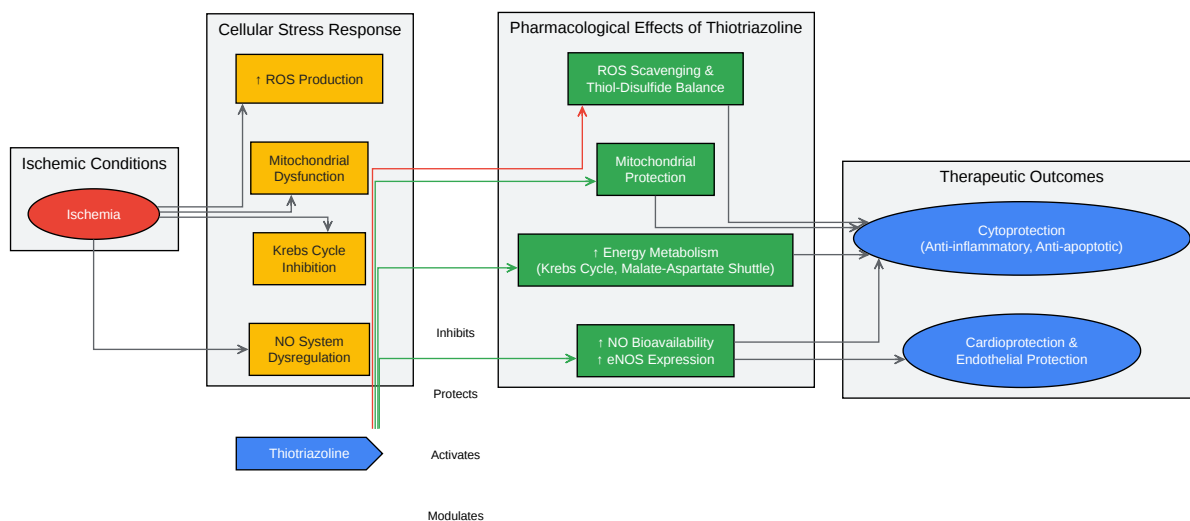 Ischemic Conditions
Ischemia
Cellular Stress Response
↑ ROS Production
Mitochondrial
Dysfunction
Krebs Cycle
Inhibition
NO System
Dysregulation
Thiotriazoline
Inhibits
Protects
Activates
Modulates
Pharmacological Effects of Thiotriazoline
ROS Scavenging &
Thiol-Disulfide Balance
Mitochondrial
Protection
↑ Energy Metabolism
(Krebs Cycle, Malate-Aspartate Shuttle)
↑ NO Bioavailability
↑ eNOS Expression
Therapeutic Outcomes
Cytoprotection
(Anti-inflammatory, Anti-apoptotic)
Cardioprotection &
Endothelial Protection